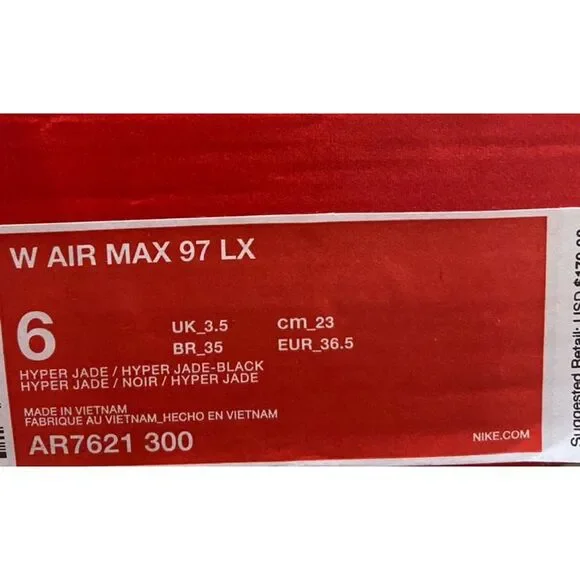 W AIR MAX 97 LX
6
UK_3.5 cm_23
BR_35 EUR_36.5
HYPER JADE / HYPER JADE-BLACK
HYPER JADE / NOIR / HYPER JADE
MADE IN VIETNAM
FABRIQUE AU VIETNAM_HECHO EN VIETNAM
AR7621 300
NIKE.COM
Suggested Retail: USD